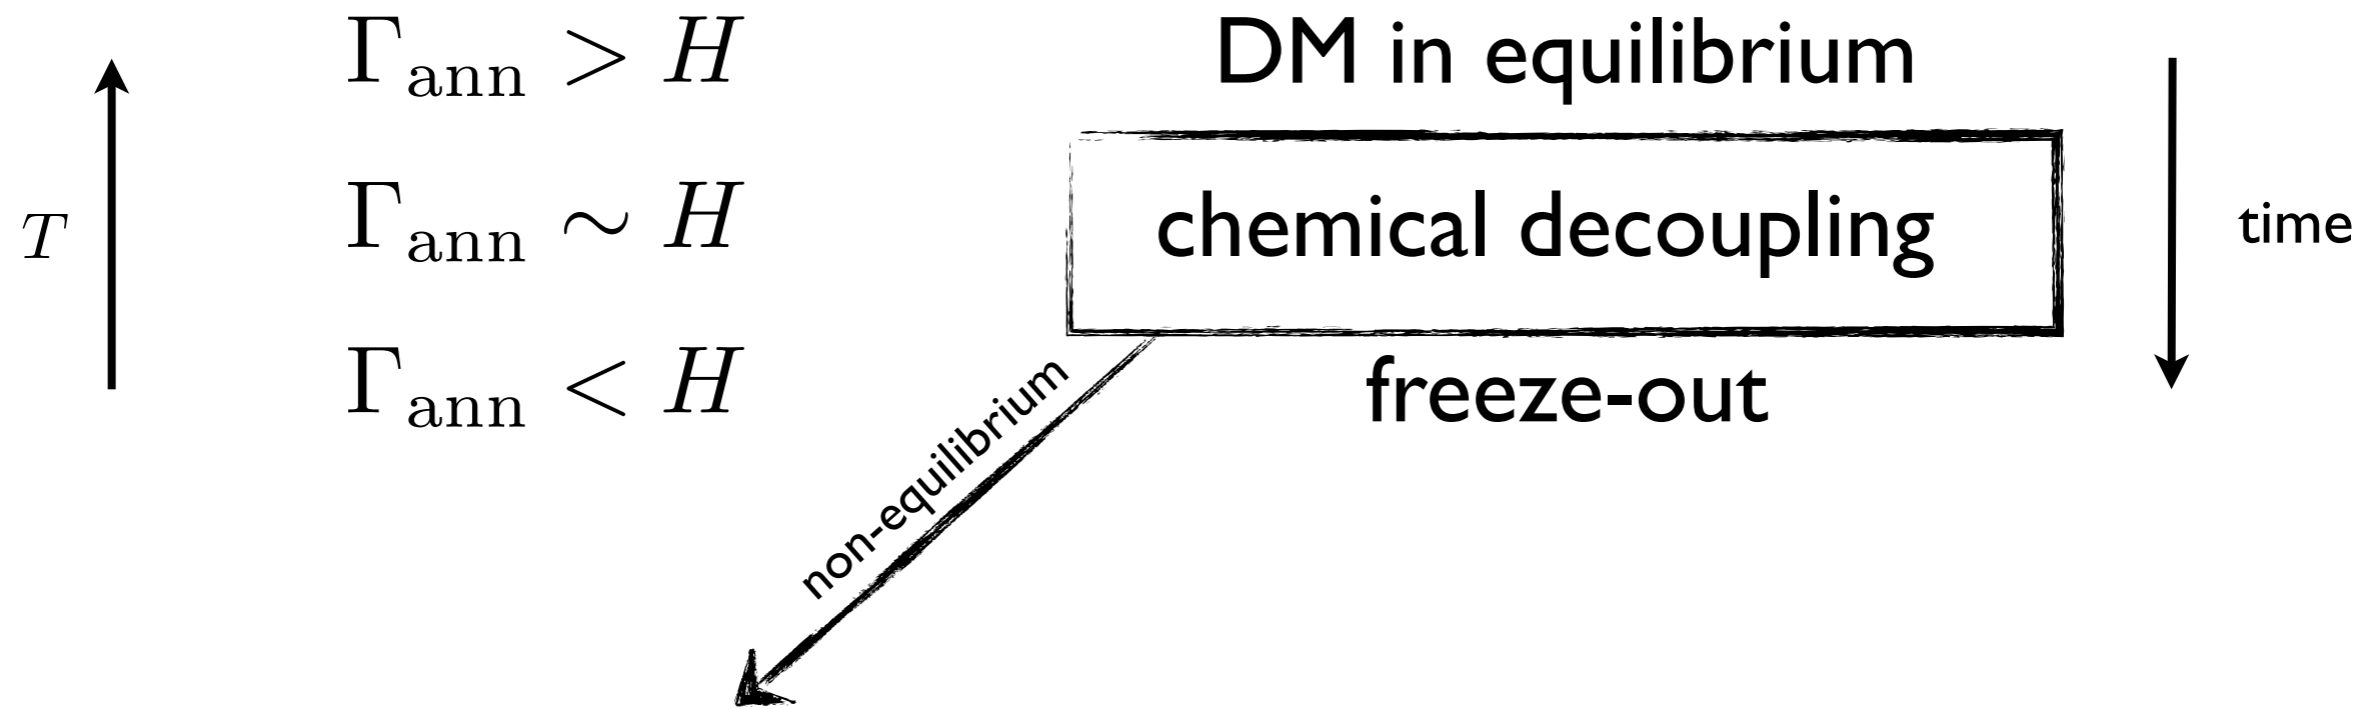 Γann > H
DM in equilibrium
T
Γann ∼ H
chemical decoupling
time
Γann < H
freeze-out
non-equilibrium